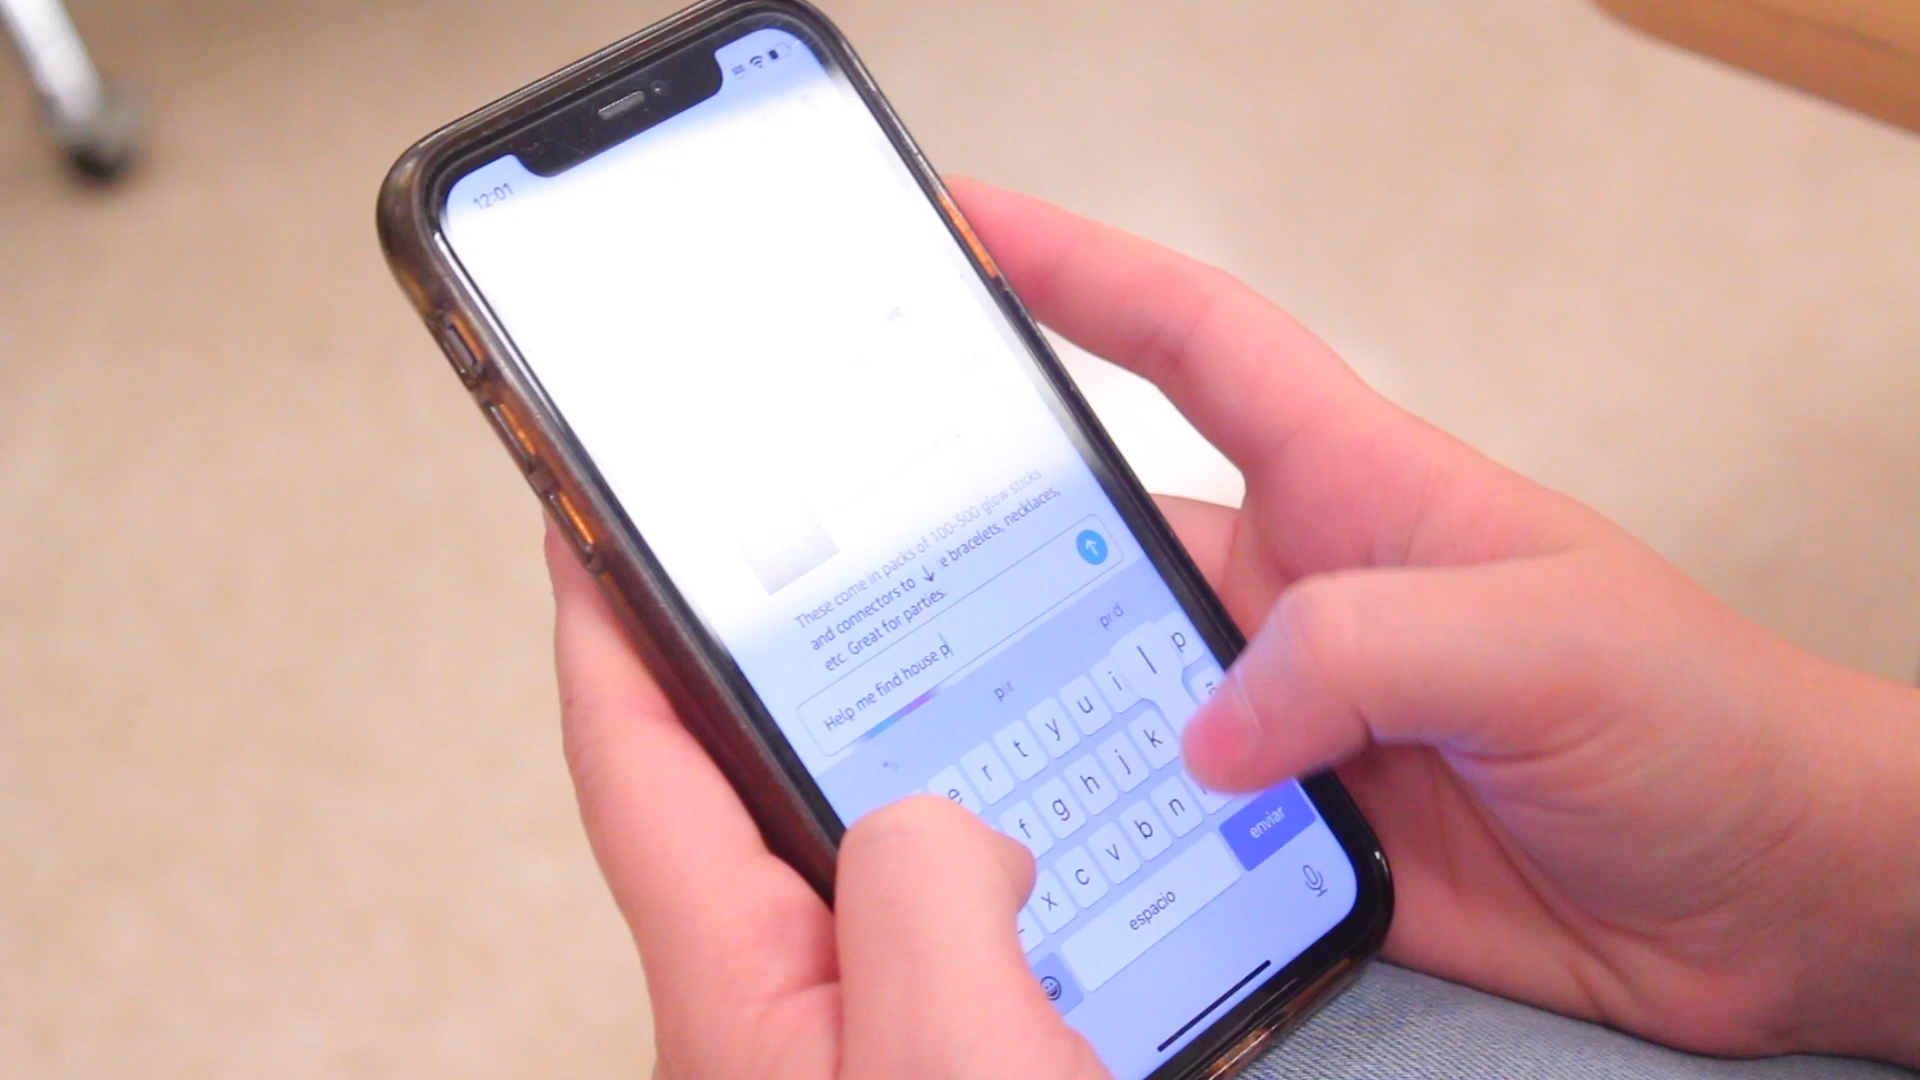 12:01
These come in packs of 100-500 glow sticks
and connectors to e bracelets, necklaces,
etc. Great for parties.
Help me find house p
e r t y u i l p
f g h j k ñ
x c v b n
enviar
espacio